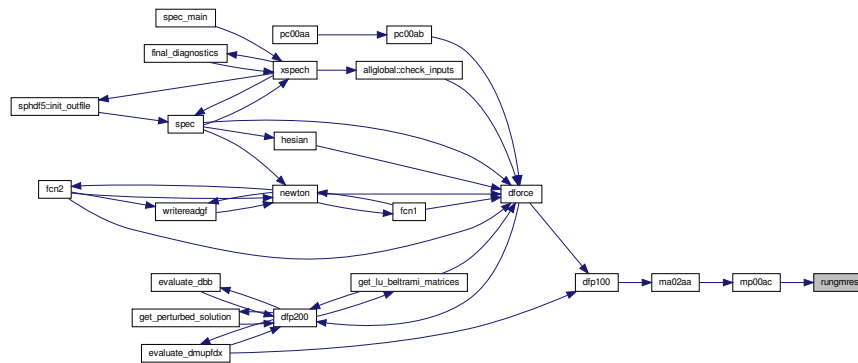 spec_main
pc00aa
pc00ab
final_diagnostics
xspech
allglobal::check_inputs
sphdf5::init_outfile
spec
hesian
fcn2
newton
dforce
writereadgf
fcn1
evaluate_dbb
get_lu_beltrami_matrices
dfp100
ma02aa
mp00ac
rungmres
get_perturbed_solution
dfp200
evaluate_dmupfdx